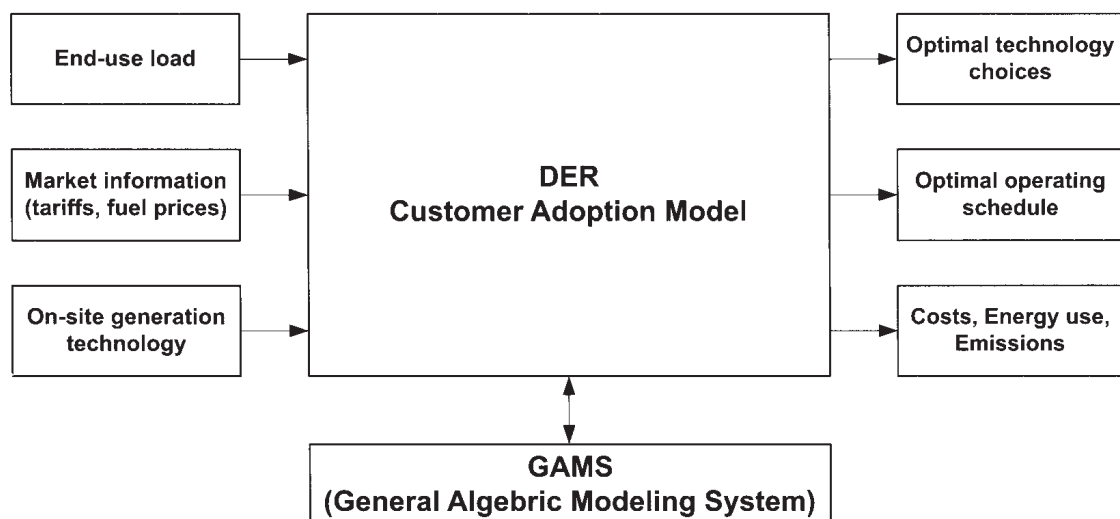 End-use load
Market information
(tariffs, fuel prices)
On-site generation
technology
DER
Customer Adoption Model
Optimal technology
choices
Optimal operating
schedule
Costs, Energy use,
Emissions
GAMS
(General Algebric Modeling System)